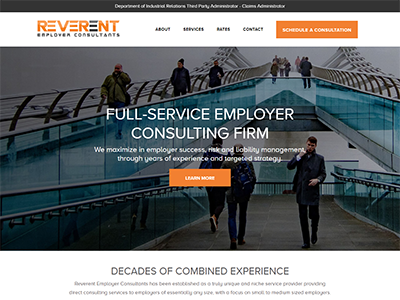 Department of Industrial Relations Third Party Administrator - Claims Administrator
REVERENT
EMPLOYER CONSULTANTS
ABOUT SERVICES RATES CONTACT
SCHEDULE A CONSULTATION
FULL-SERVICE EMPLOYER
CONSULTING FIRM
We maximize in employer success, risk and liability management,
through years of experience and targeted strategy.
LEARN MORE
DECADES OF COMBINED EXPERIENCE
Reverent Employer Consultants has been established as a truly unique and niche service provider providing
direct consulting services to employers of essentially any size, with a focus on small to medium sized employers